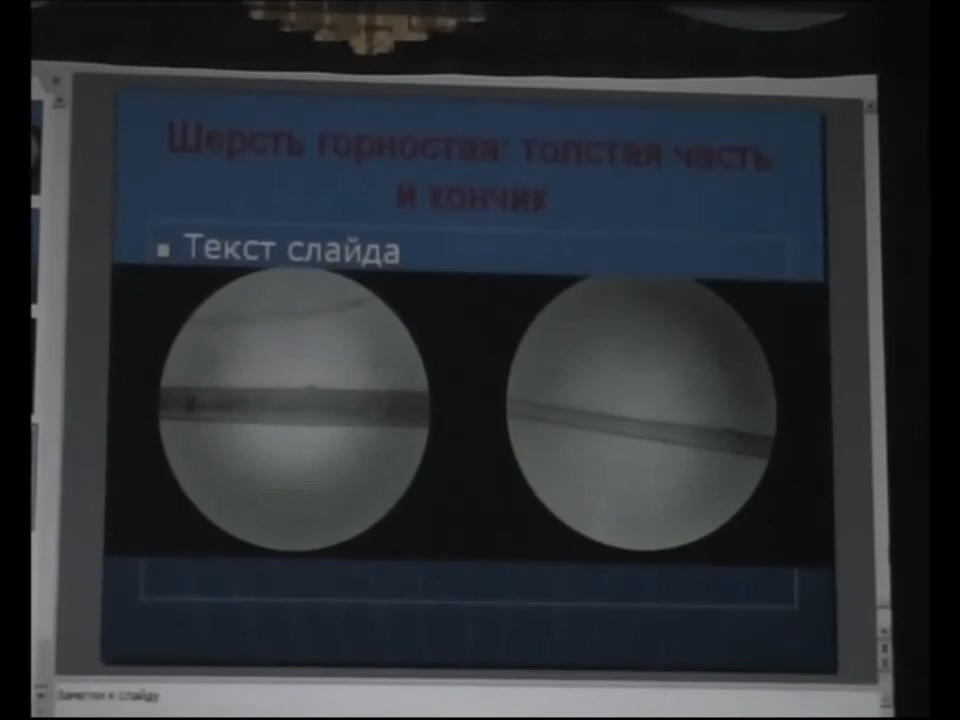 Шерсть горностая: толстая часть
и кончик
Текст слайда
Заметки к слайду